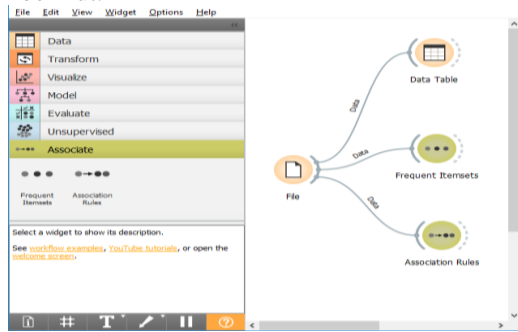 File Edit View Widget Options Help
Data
Transform
Visualize
Model
Evaluate
Unsupervised
Associate
Frequent Itemsets
Association Rules
Select a widget to show its description.
See workflow examples, YouTube tutorials, or open the
welcome screen.
T
?
File
Data
Data
Data
Data Table
Frequent Itemsets
Association Rules